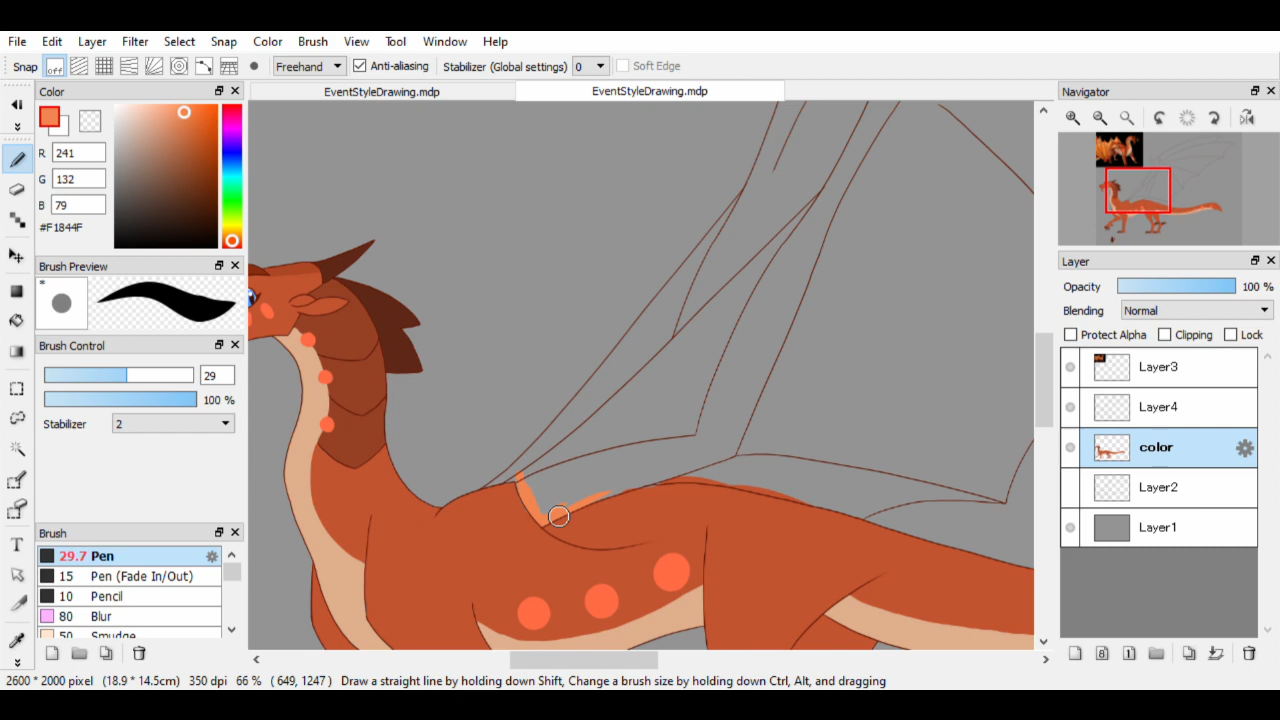 File Edit Layer Filter Select Snap Color Brush View Tool Window Help
Snap off Freehand Anti-aliasing Stabilizer (Global settings) 0 Soft Edge
Color
EventStyleDrawing.mdp
EventStyleDrawing.mdp
Navigator
R 241
G 132
B 79
#F1844F
Brush Preview
*
Brush Control
29
100 %
Stabilizer 2
Brush
29.7 Pen
15 Pen (Fade In/Out)
10 Pencil
80 Blur
50 Smudge
Layer
Opacity 100 %
Blending Normal
Protect Alpha Clipping Lock
Layer3
Layer4
color
Layer2
Layer1
2600 * 2000 pixel (18.9 * 14.5cm) 350 dpi 66 % ( 649, 1247 ) Draw a straight line by holding down Shift, Change a brush size by holding down Ctrl, Alt, and dragging